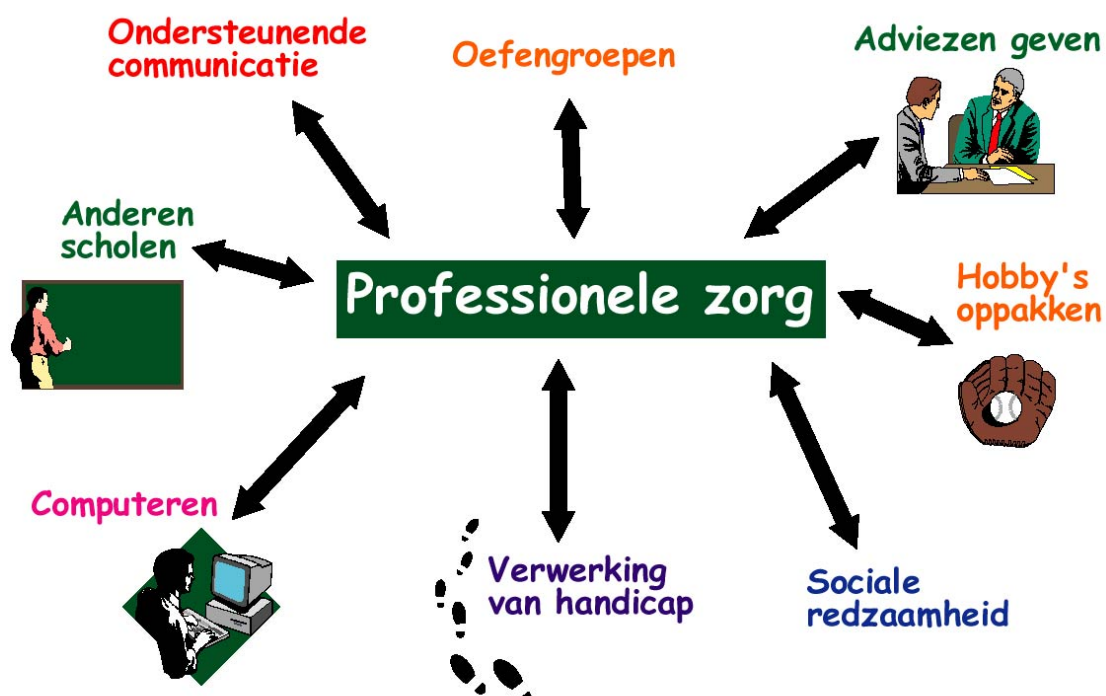 Ondersteunende
communicatie
Oefengroepen
Adviezen geven
Anderen
scholen
Professionele zorg
Hobby's
oppakken
Computeren
Verwerking
van handicap
Sociale
redzaamheid